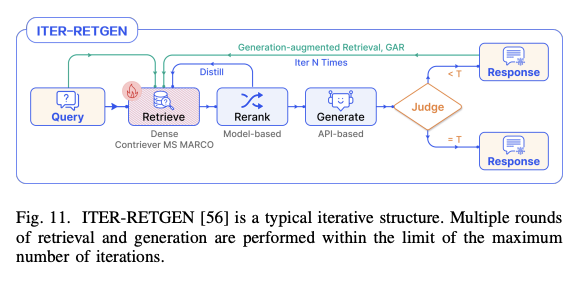 ITER-RETGEN
Generation-augmented Retrieval, GAR
Iter N Times
Distill
< T
Response
Query
Retrieve
Rerank
Generate
Judge
Dense
Contriever MS MARCO
Model-based
API-based
= T
Response
Fig. 11. ITER-RETGEN [56] is a typical iterative structure. Multiple rounds
of retrieval and generation are performed within the limit of the maximum
number of iterations.